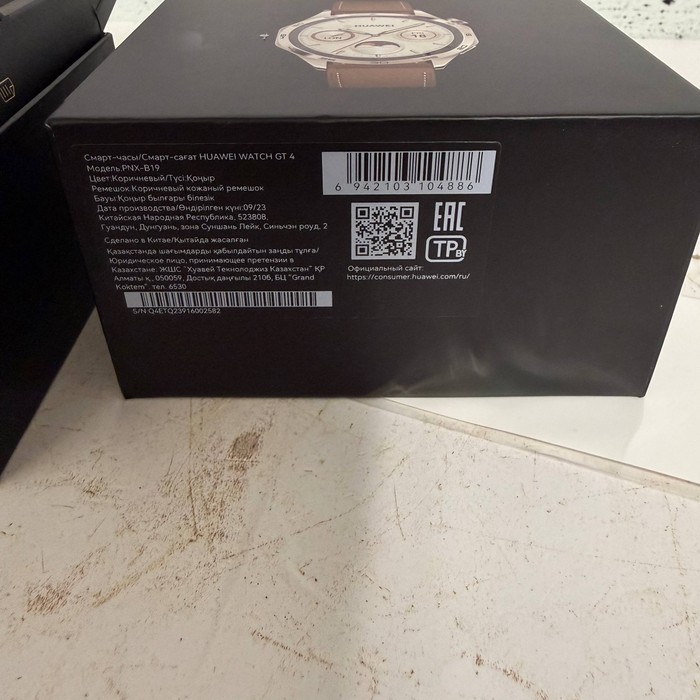 HUAWEI
Смарт-часы/Смарт-сағат HUAWEI WATCH GT 4
Модель:PNX-B19
Цвет:Коричневый/Түсі:Қоңыр
Ремешок:Коричневый кожаный ремешок
Бауы:Қоңыр былғары білезік
Дата производства/Өндірілген күні:09/23
Китайская Народная Республика, 523808,
Гуандун, Дунгуань, зона Суншань Лейк, Синьчэн роуд, 2
Сделано в Китае/Қытайда жасалған
Қазақстанда шағымдарды қабылдайтын заңды тұлға/
Юридическое лицо, принимающее претензии в
Казахстане: ЖШС "Хуавей Текнолоджиз Казахстан" ҚР
Алматы қ., 050059, Достық даңғылы 210б, БЦ "Grand
Koktem". тел. 6530
S/N:Q4ETQ23916002582
6 942103 104886
EAC
TP BY
Официальный сайт:
https://consumer.huawei.com/ru/